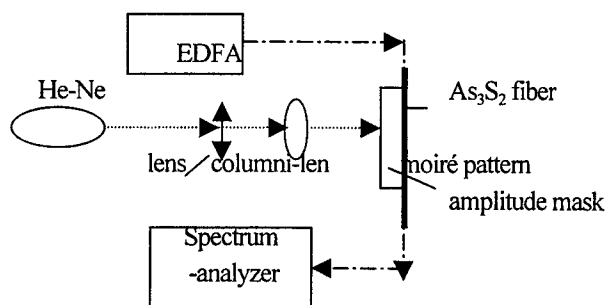 EDFA
He-Ne
As₃S₂ fiber
lens columni-len
moiré pattern
amplitude mask
Spectrum
-analyzer